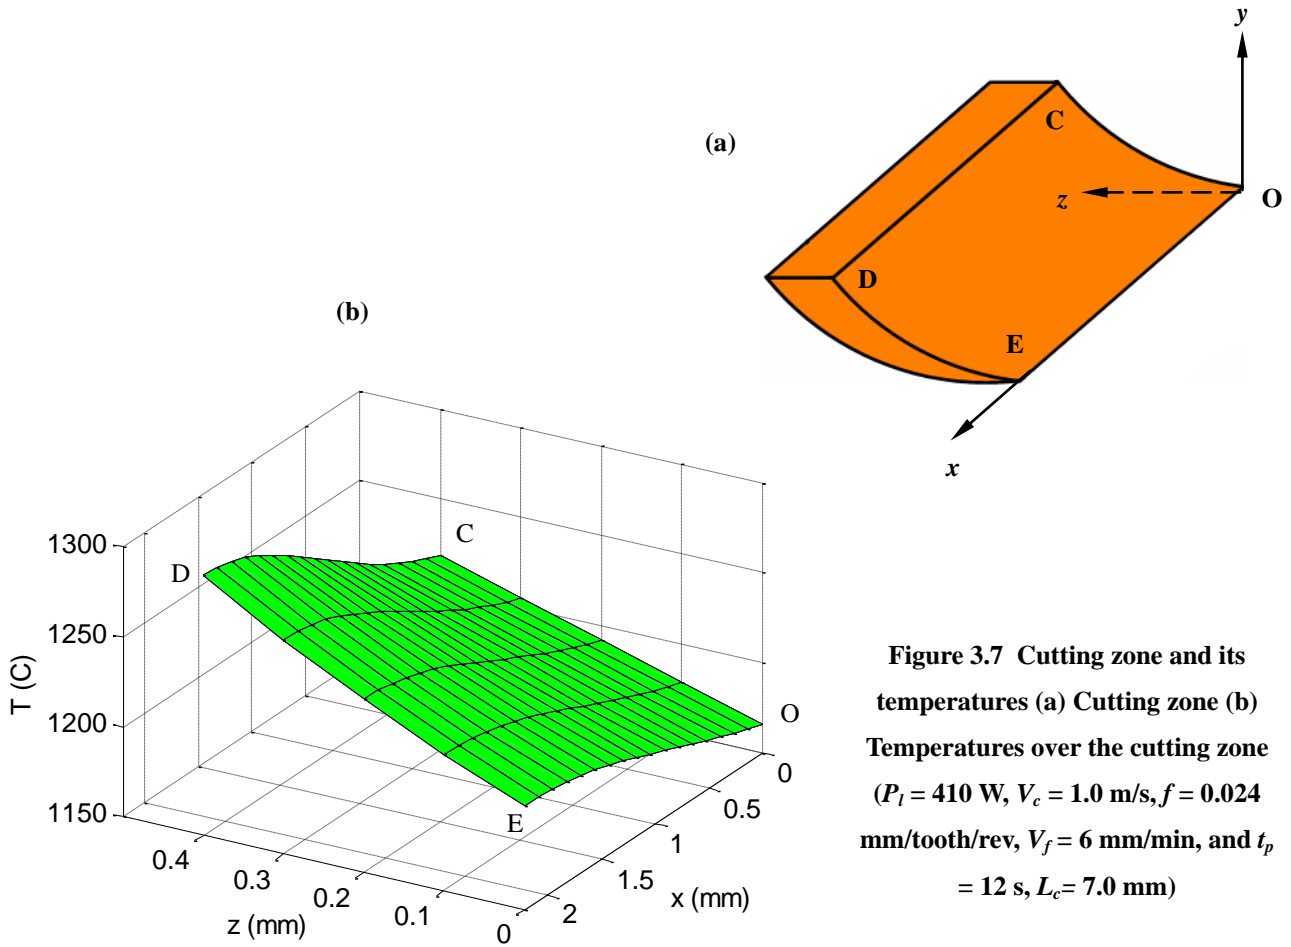 y
(a)
C
z
O
D
(b)
E
x
1300
1250
1200
1150
T (C)
D
C
O
E
0.4
0.3
0.2
0.1
0
z (mm)
0
0.5
1
1.5
2
x (mm)
Figure 3.7 Cutting zone and its
temperatures (a) Cutting zone (b)
Temperatures over the cutting zone
(Pl = 410 W, Vc = 1.0 m/s, f = 0.024
mm/tooth/rev, Vf = 6 mm/min, and tp
= 12 s, Lc= 7.0 mm)